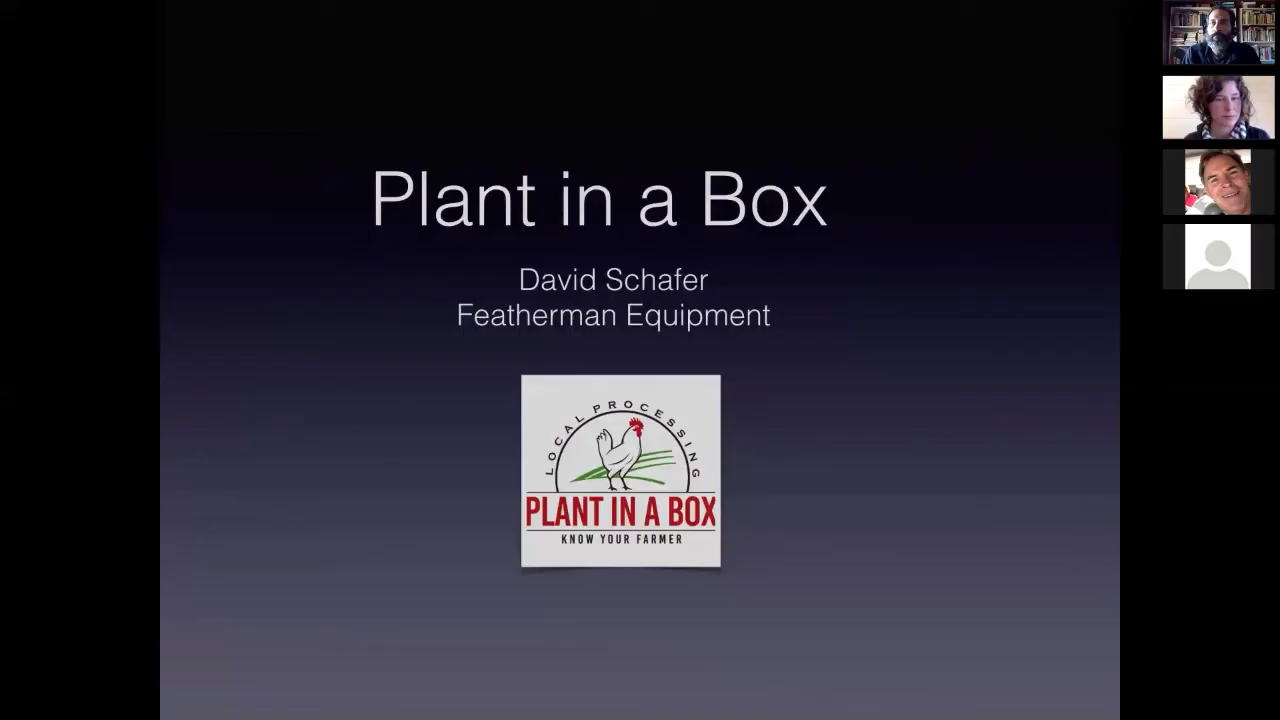 Plant in a Box
David Schafer
Featherman Equipment
LOCAL PROCESSING
PLANT IN A BOX
KNOW YOUR FARMER